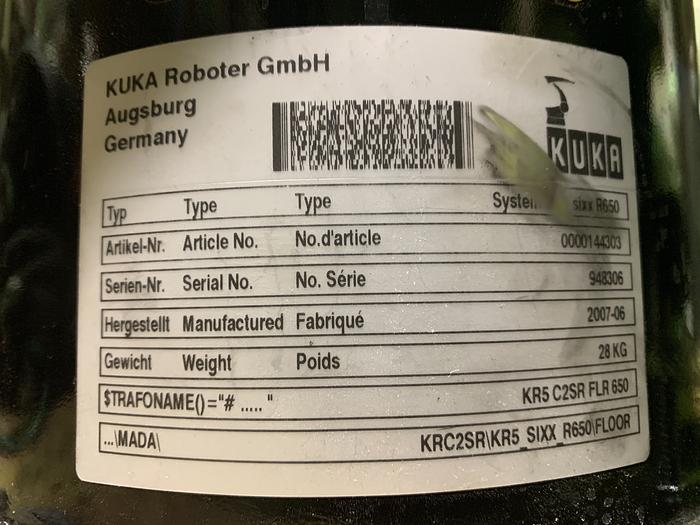 KUKA Roboter GmbH
Augsburg
Germany
KUKA
Typ Type Type sixx R650
Artikel-Nr. Article No. No.d'article 0000144303
Serien-Nr. Serial No. No. Série 948306
Hergestellt Manufactured Fabriqué 2007-06
Gewicht Weight Poids 28 KG
$TRAFONAME()="# ..... " KR5 C2SR FLR 650
...\MADA\ KRC2SR\KR5_SIXX_R650\FLOOR